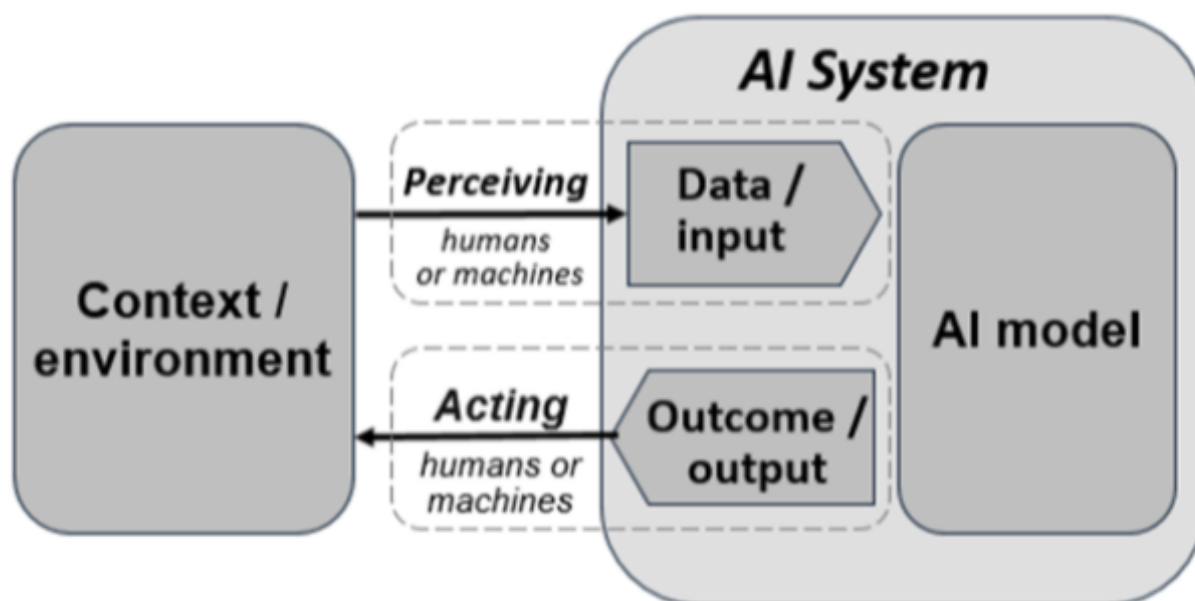 AI System
Context /
environment
Perceiving
humans
or machines
Data /
input
AI model
Acting
humans or
machines
Outcome /
output